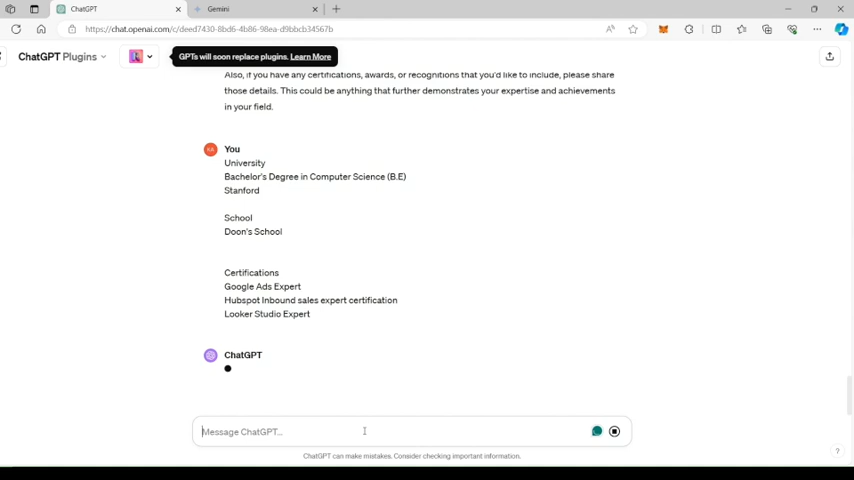 ChatGPT
Gemini
https://chat.openai.com/c/deed7430-8bd6-4b86-98ea-d9bbcb34567b
ChatGPT Plugins
GPTs will soon replace plugins. Learn More
Also, if you have any certifications, awards, or recognitions that you'd like to include, please share
those details. This could be anything that further demonstrates your expertise and achievements
in your field.
You
University
Bachelor's Degree in Computer Science (B.E)
Stanford
School
Doon's School
Certifications
Google Ads Expert
Hubspot Inbound sales expert certification
Looker Studio Expert
ChatGPT
Message ChatGPT...
ChatGPT can make mistakes. Consider checking important information.
?